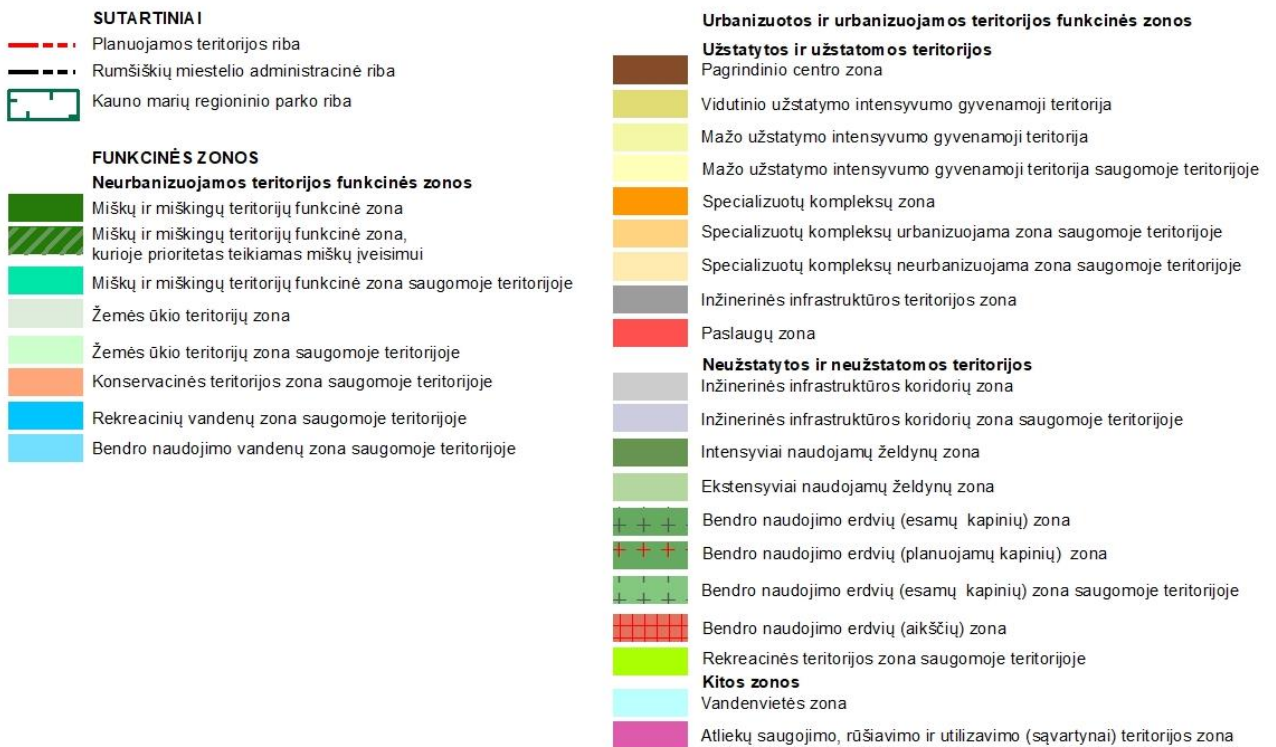 SUTARTINIAI
Planuojamos teritorijos riba
Rumšiškių miestelio administracinė riba
Kauno marių regioninio parko riba
FUNKCINĖS ZONOS
Neurbanizuojamos teritorijos funkcinės zonos
Miškų ir miškingų teritorijų funkcinė zona
Miškų ir miškingų teritorijų funkcinė zona,
kurioje prioritetas teikiamas miškų įveisimui
Miškų ir miškingų teritorijų funkcinė zona saugomoje teritorijoje
Žemės ūkio teritorijų zona
Žemės ūkio teritorijų zona saugomoje teritorijoje
Konservacinės teritorijos zona saugomoje teritorijoje
Rekreacinių vandenų zona saugomoje teritorijoje
Bendro naudojimo vandenų zona saugomoje teritorijoje
Urbanizuotos ir urbanizuojamos teritorijos funkcinės zonos
Užstatytos ir užstatomos teritorijos
Pagrindinio centro zona
Vidutinio užstatymo intensyvumo gyvenamoji teritorija
Mažo užstatymo intensyvumo gyvenamoji teritorija
Mažo užstatymo intensyvumo gyvenamoji teritorija saugomoje teritorijoje
Specializuotų kompleksų zona
Specializuotų kompleksų urbanizuojama zona saugomoje teritorijoje
Specializuotų kompleksų neurbanizuojama zona saugomoje teritorijoje
Inžinerinės infrastruktūros teritorijos zona
Paslaugų zona
Neužstatytos ir neužstatomos teritorijos
Inžinerinės infrastruktūros koridorių zona
Inžinerinės infrastruktūros koridorių zona saugomoje teritorijoje
Intensyviai naudojamų želdynų zona
Ekstensyviai naudojamų želdynų zona
Bendro naudojimo erdvių (esamų kapinių) zona
Bendro naudojimo erdvių (planuojamų kapinių) zona
Bendro naudojimo erdvių (esamų kapinių) zona saugomoje teritorijoje
Bendro naudojimo erdvių (aikščių) zona
Rekreacinės teritorijos zona saugomoje teritorijoje
Kitos zonos
Vandenvietės zona
Atliekų saugojimo, rūšiavimo ir utilizavimo (sąvartynai) teritorijos zona